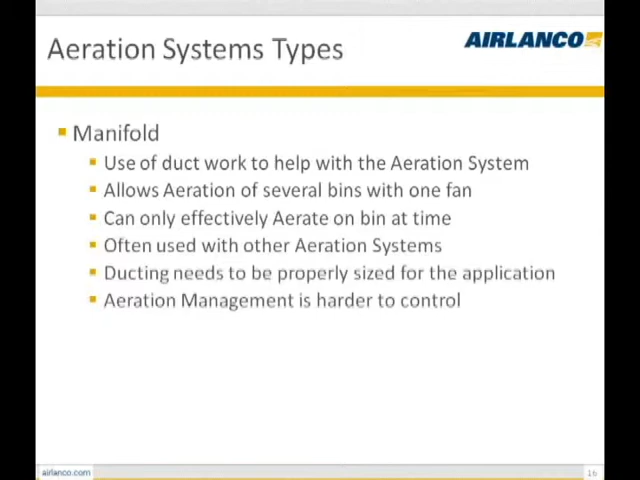 Aeration Systems Types
AIRLANCO
Manifold
Use of duct work to help with the Aeration System
Allows Aeration of several bins with one fan
Can only effectively Aerate on bin at time
Often used with other Aeration Systems
Ducting needs to be properly sized for the application
Aeration Management is harder to control
airlanco.com
16